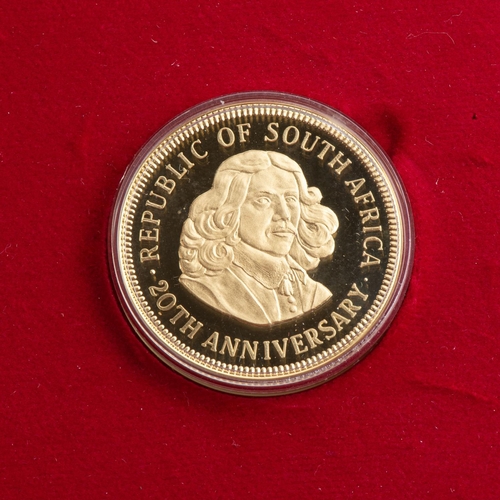 · REPUBLIC OF SOUTH AFRICA ·
20TH ANNIVERSARY